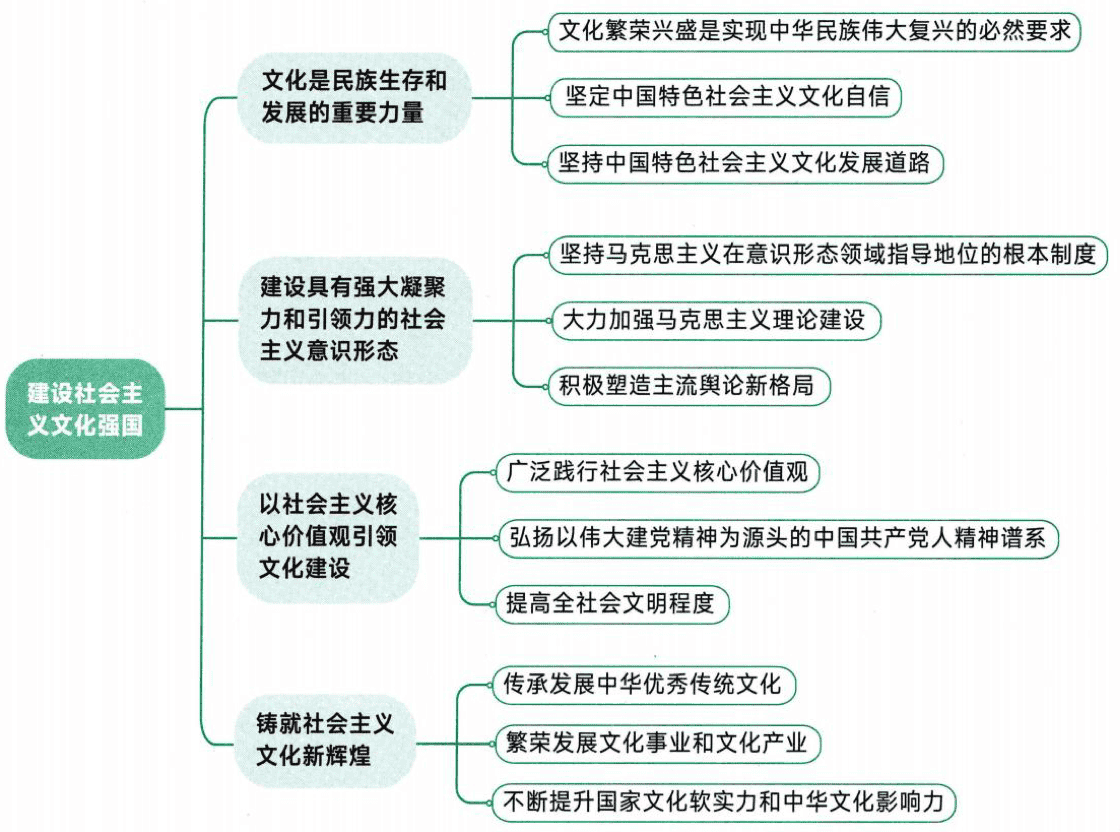 建设社会主
义文化强国
文化是民族生存和
发展的重要力量
文化繁荣兴盛是实现中华民族伟大复兴的必然要求
坚定中国特色社会主义文化自信
坚持中国特色社会主义文化发展道路
建设具有强大凝聚
力和引领力的社会
主义意识形态
坚持马克思主义在意识形态领域指导地位的根本制度
大力加强马克思主义理论建设
积极塑造主流舆论新格局
以社会主义核
心价值观引领
文化建设
广泛践行社会主义核心价值观
弘扬以伟大建党精神为源头的中国共产党人精神谱系
提高全社会文明程度
铸就社会主义
文化新辉煌
传承发展中华优秀传统文化
繁荣发展文化事业和文化产业
不断提升国家文化软实力和中华文化影响力